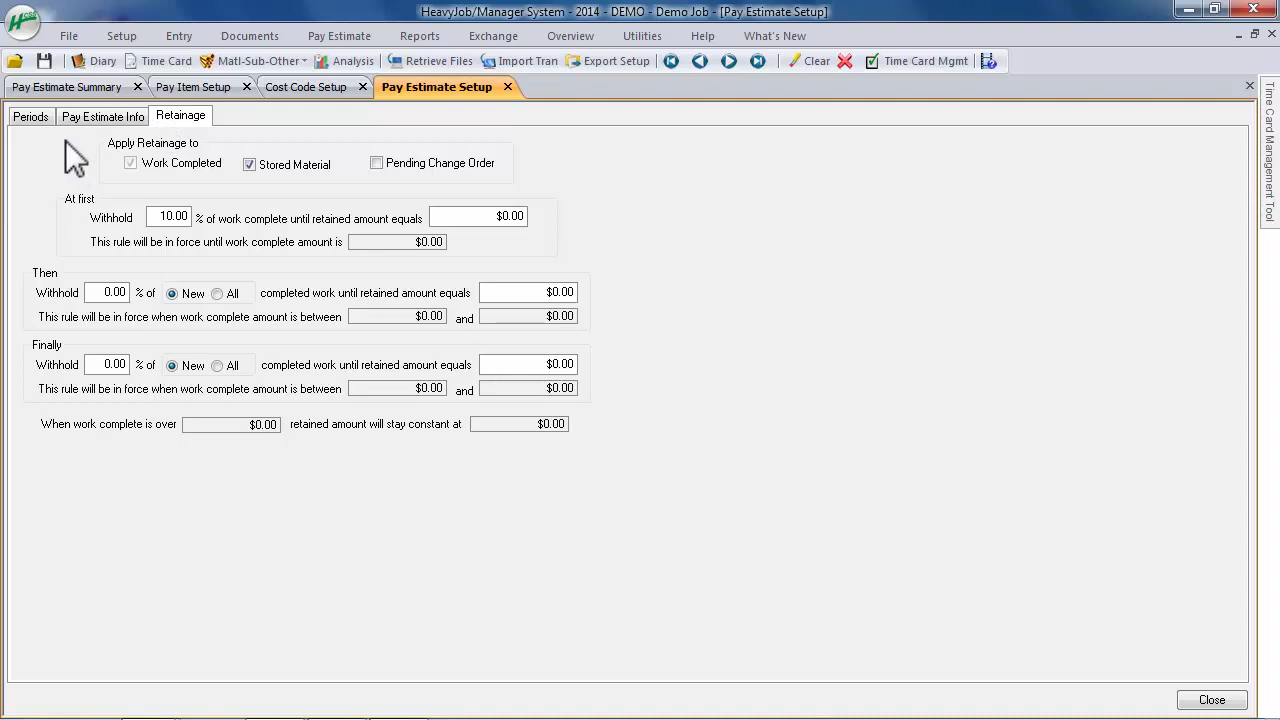 HeavyJob/Manager System - 2014 - DEMO - Demo Job - [Pay Estimate Setup]
File Setup Entry Documents Pay Estimate Reports Exchange Overview Utilities Help What's New
Diary Time Card Matl-Sub-Other Analysis Retrieve Files Import Tran Export Setup Clear Time Card Mgmt
Pay Estimate Summary Pay Item Setup Cost Code Setup Pay Estimate Setup
Periods Pay Estimate Info Retainage
Apply Retainage to
Work Completed Stored Material Pending Change Order
At first
Withhold 10.00 % of work complete until retained amount equals $0.00
This rule will be in force until work complete amount is $0.00
Then
Withhold 0.00 % of New All completed work until retained amount equals $0.00
This rule will be in force when work complete amount is between $0.00 and $0.00
Finally
Withhold 0.00 % of New All completed work until retained amount equals $0.00
This rule will be in force when work complete amount is between $0.00 and $0.00
When work complete is over $0.00 retained amount will stay constant at $0.00
Close
Time Card Management Tool